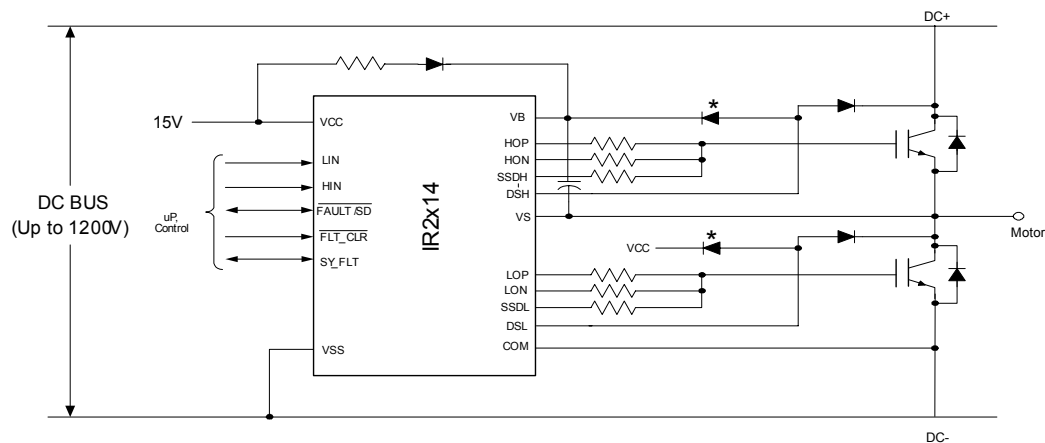 DC+
15V
VCC
LIN
HIN
FAULT/SD
FLT_CLR
SY_FLT
VSS
uP,
Control
DC BUS
(Up to 1200V)
IR2x14
VB
HOP
HON
SSDH
DSH
VS
LOP
LON
SSDL
DSL
COM
*
VCC
*
Motor
DC-